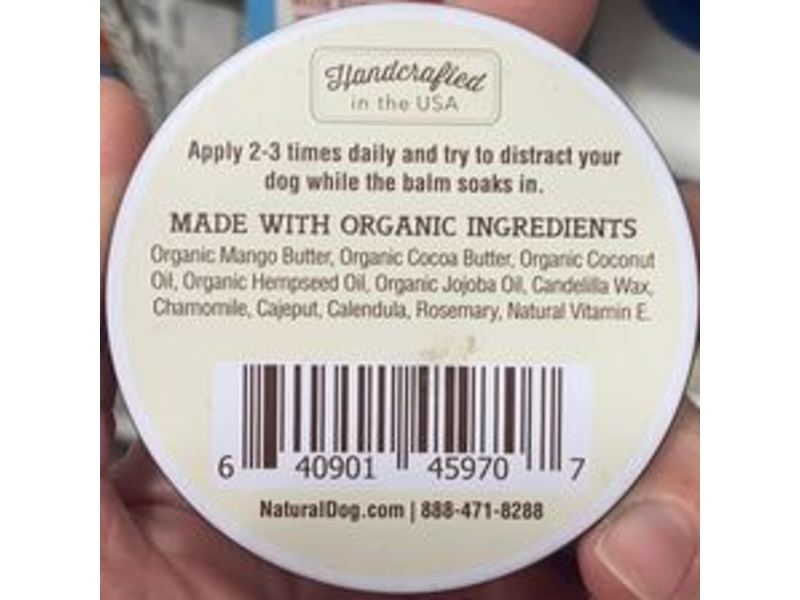 Handcrafted
in the USA
Apply 2-3 times daily and try to distract your
dog while the balm soaks in.
MADE WITH ORGANIC INGREDIENTS
Organic Mango Butter, Organic Cocoa Butter, Organic Coconut
Oil, Organic Hempseed Oil, Organic Jojoba Oil, Candelilla Wax,
Chamomile, Cajeput, Calendula, Rosemary, Natural Vitamin E.
6 40901 45970 7
NaturalDog.com | 888-471-8288